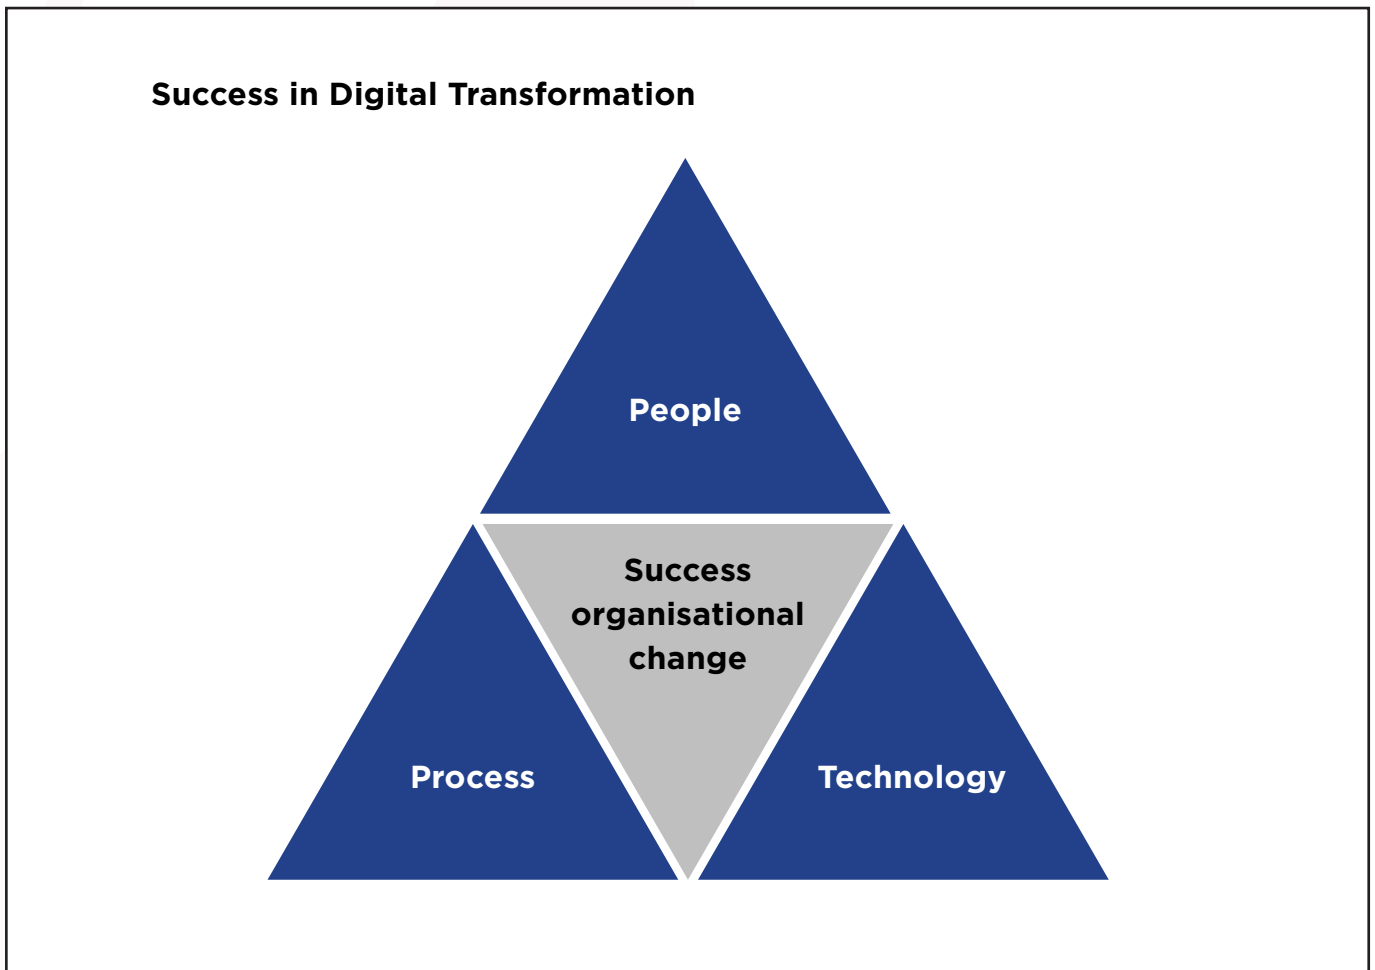 Success in Digital Transformation
People
Success
organisational
change
Process
Technology